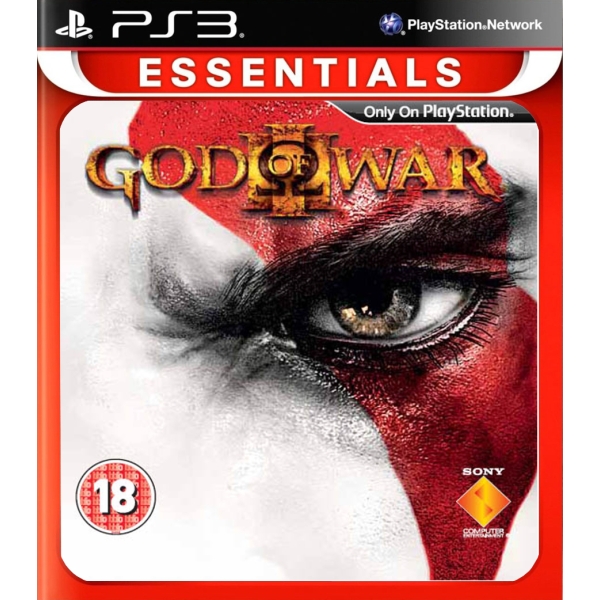 PS3
PlayStation®Network
ESSENTIALS
Only On PlayStation®
GOD OF WAR
III
18
SONY
COMPUTER
ENTERTAINMENT®